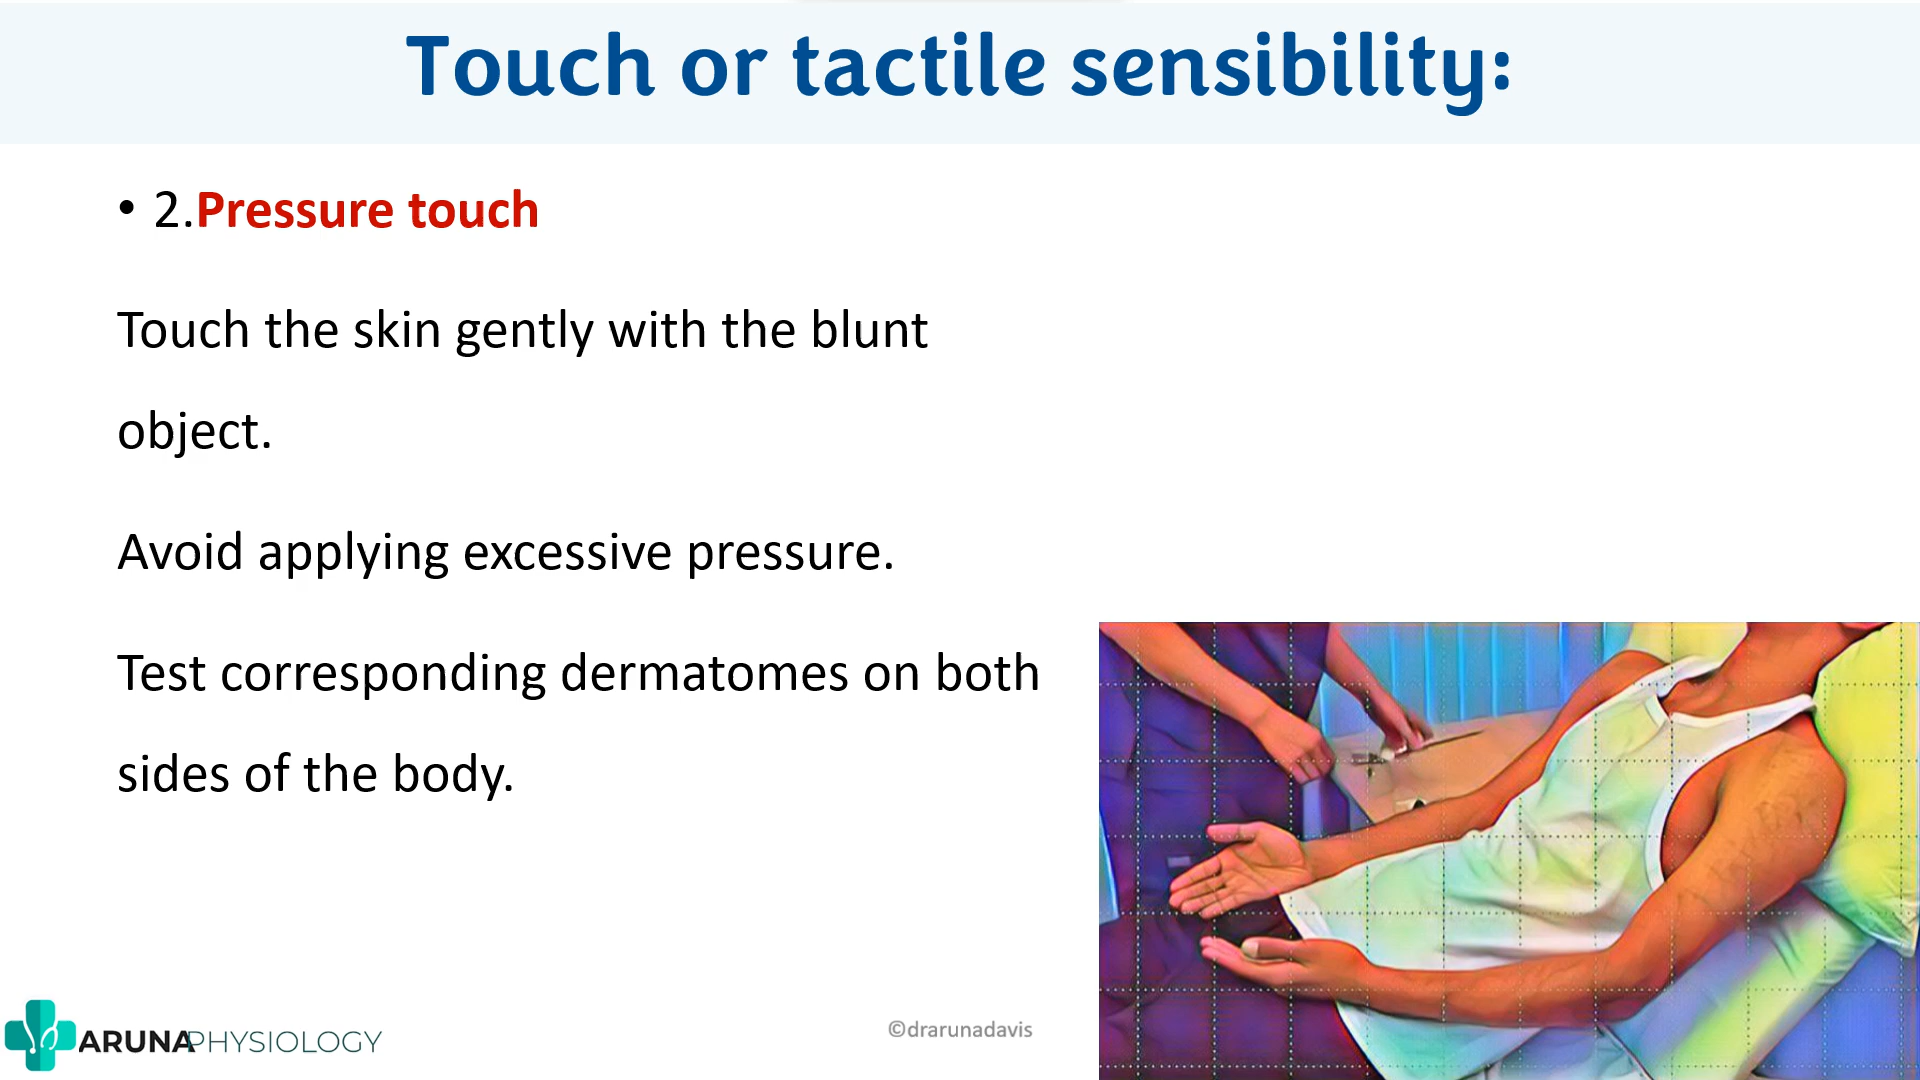 Touch or tactile sensibility:
• 2.Pressure touch
Touch the skin gently with the blunt
object.
Avoid applying excessive pressure.
Test corresponding dermatomes on both
sides of the body.
ARUNAPHYSIOLOGY
©drarunadavis